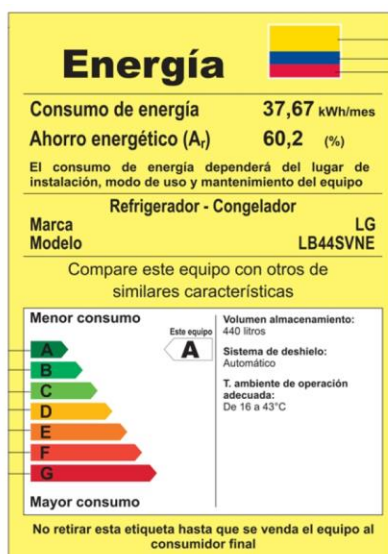 Energía
Consumo de energía 37,67 kWh/mes
Ahorro energético (Ar) 60,2 (%)
El consumo de energía dependerá del lugar de
instalación, modo de uso y mantenimiento del equipo
Refrigerador - Congelador
Marca LG
Modelo LB44SVNE
Compare este equipo con otros de
similares características
Menor consumo
Este equipo
A
A
B
C
D
E
F
G
Mayor consumo
Volumen almacenamiento:
440 litros
Sistema de deshielo:
Automático
T. ambiente de operación
adecuada:
De 16 a 43°C
No retirar esta etiqueta hasta que se venda el equipo al
consumidor final